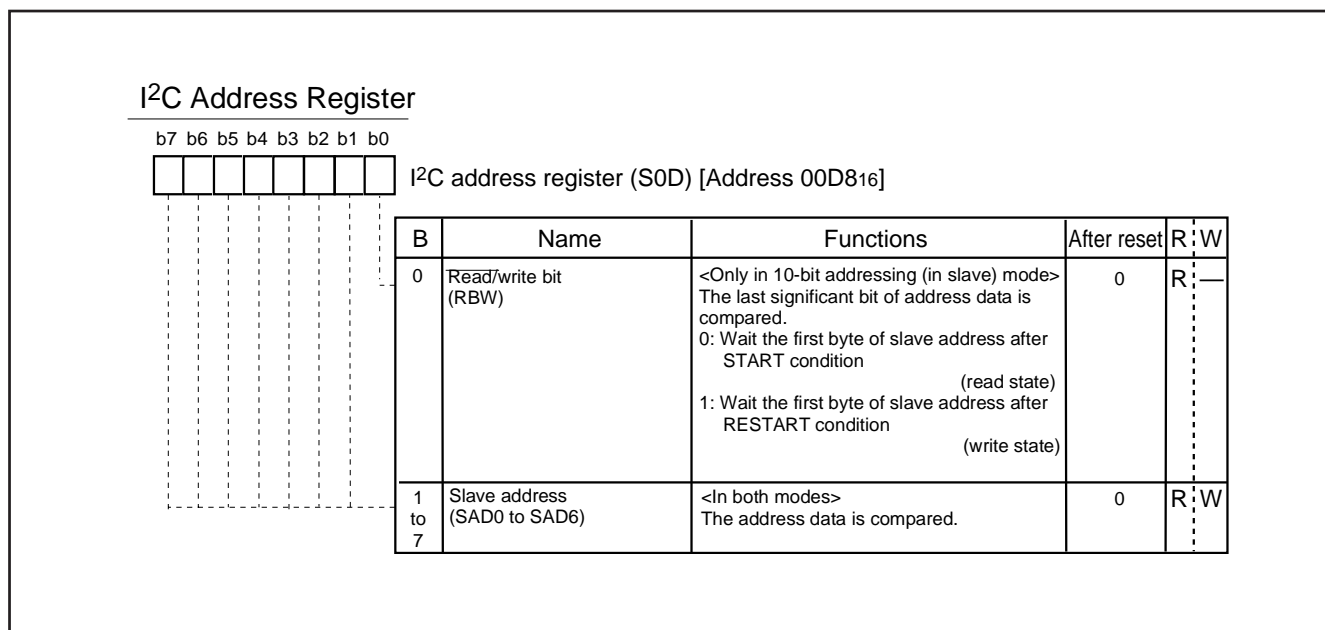 I2C Address Register
b7 b6 b5 b4 b3 b2 b1 b0
I2C address register (S0D) [Address 00D816]
B Name Functions After reset R W
0 Read/write bit (RBW) <Only in 10-bit addressing (in slave) mode> 0 R —
The last significant bit of address data is
compared.
0: Wait the first byte of slave address after
START condition
(read state)
1: Wait the first byte of slave address after
RESTART condition
(write state)
1 to 7 Slave address (SAD0 to SAD6) <In both modes> 0 R W
The address data is compared.